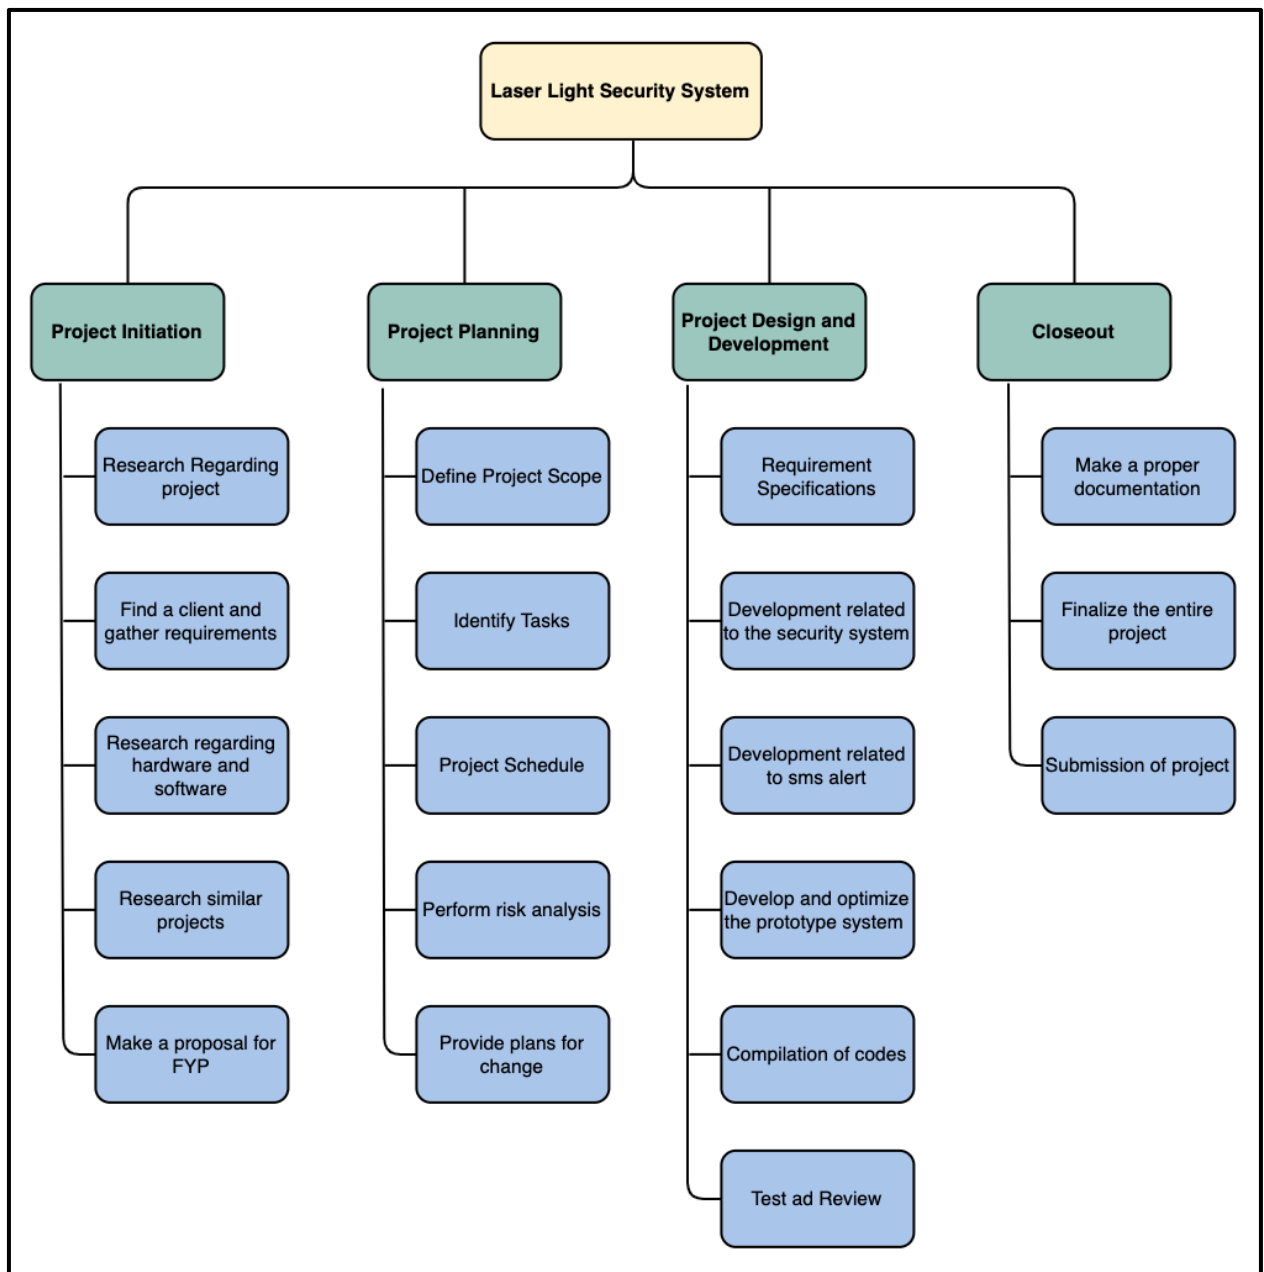 Laser Light Security System
Project Initiation
Project Planning
Project Design and
Development
Closeout
Research Regarding
project
Find a client and
gather requirements
Research regarding
hardware and
software
Research similar
projects
Make a proposal for
FYP
Define Project Scope
Identify Tasks
Project Schedule
Perform risk analysis
Provide plans for
change
Requirement
Specifications
Development related
to the security system
Development related
to sms alert
Develop and optimize
the prototype system
Compilation of codes
Test ad Review
Make a proper
documentation
Finalize the entire
project
Submission of project